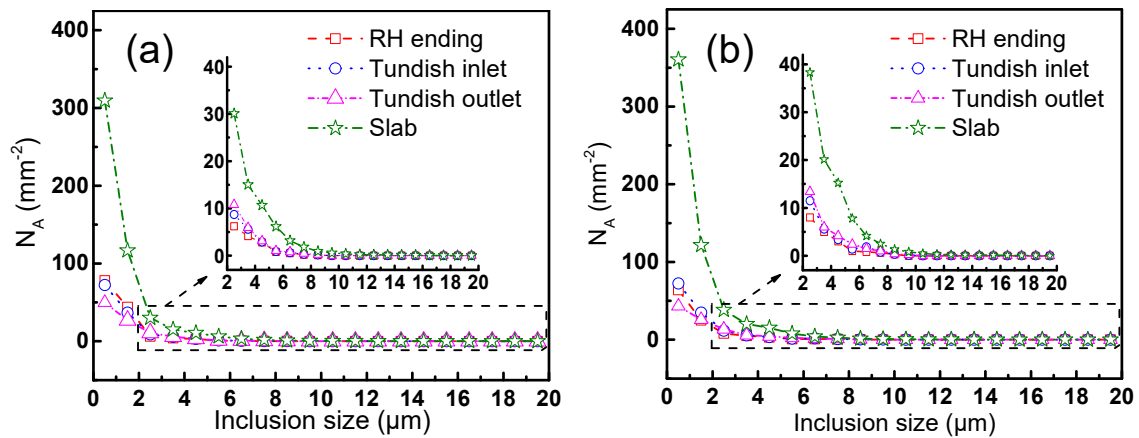 (a)
RH ending
Tundish inlet
Tundish outlet
Slab
N_A (mm⁻²)
400
300
200
100
0
0 2 4 6 8 10 12 14 16 18 20
Inclusion size (μm)
40
30
20
10
0
2 4 6 8 10 12 14 16 18 20
(b)
RH ending
Tundish inlet
Tundish outlet
Slab
N_A (mm⁻²)
400
300
200
100
0
0 2 4 6 8 10 12 14 16 18 20
Inclusion size (μm)
40
30
20
10
0
2 4 6 8 10 12 14 16 18 20